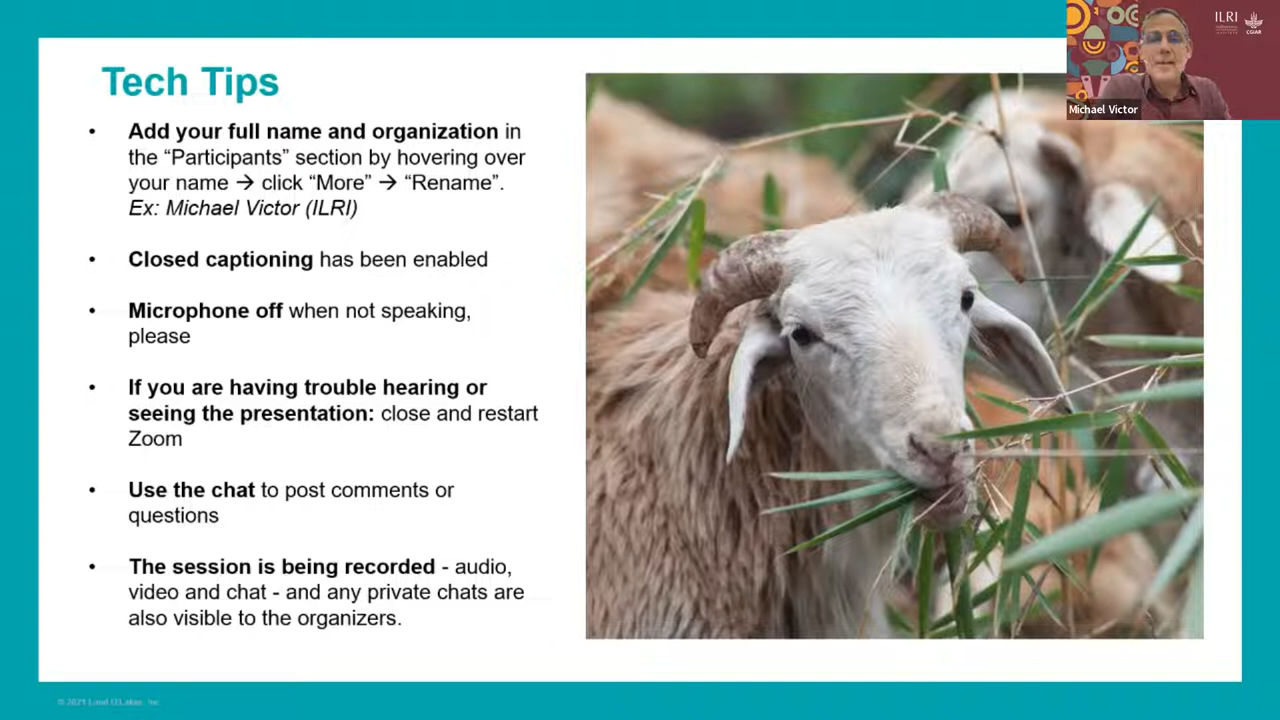 Tech Tips
• Add your full name and organization in
the “Participants” section by hovering over
your name → click “More” → “Rename”.
Ex: Michael Victor (ILRI)
• Closed captioning has been enabled
• Microphone off when not speaking,
please
• If you are having trouble hearing or
seeing the presentation: close and restart
Zoom
• Use the chat to post comments or
questions
• The session is being recorded - audio,
video and chat - and any private chats are
also visible to the organizers.
ILRI
CGIAR
Michael Victor
© 2021 Land O'Lakes, Inc